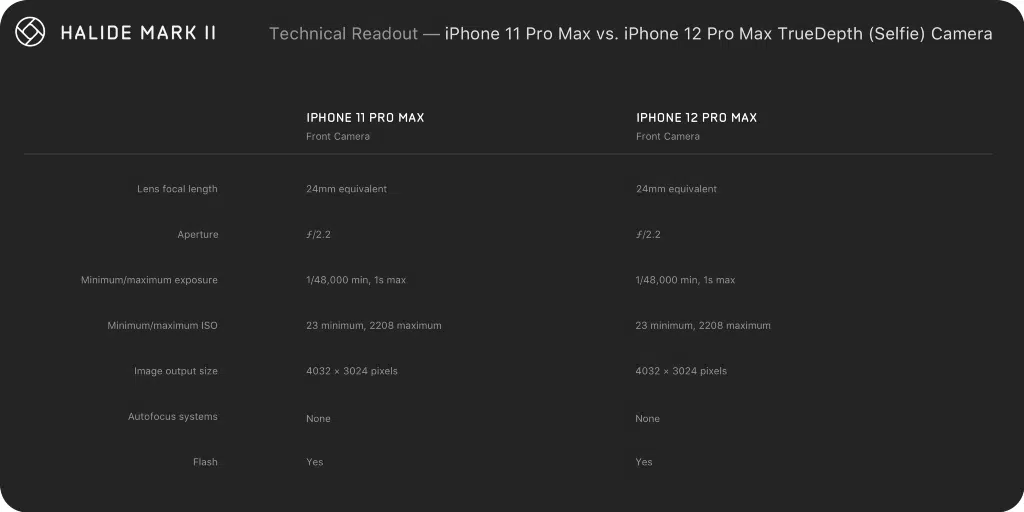 HALIDE MARK II Technical Readout — iPhone 11 Pro Max vs. iPhone 12 Pro Max TrueDepth (Selfie) Camera
IPHONE 11 PRO MAX IPHONE 12 PRO MAX
Front Camera Front Camera
Lens focal length 24mm equivalent 24mm equivalent
Aperture ƒ/2.2 ƒ/2.2
Minimum/maximum exposure 1/48,000 min, 1s max 1/48,000 min, 1s max
Minimum/maximum ISO 23 minimum, 2208 maximum 23 minimum, 2208 maximum
Image output size 4032 × 3024 pixels 4032 × 3024 pixels
Autofocus systems None None
Flash Yes Yes